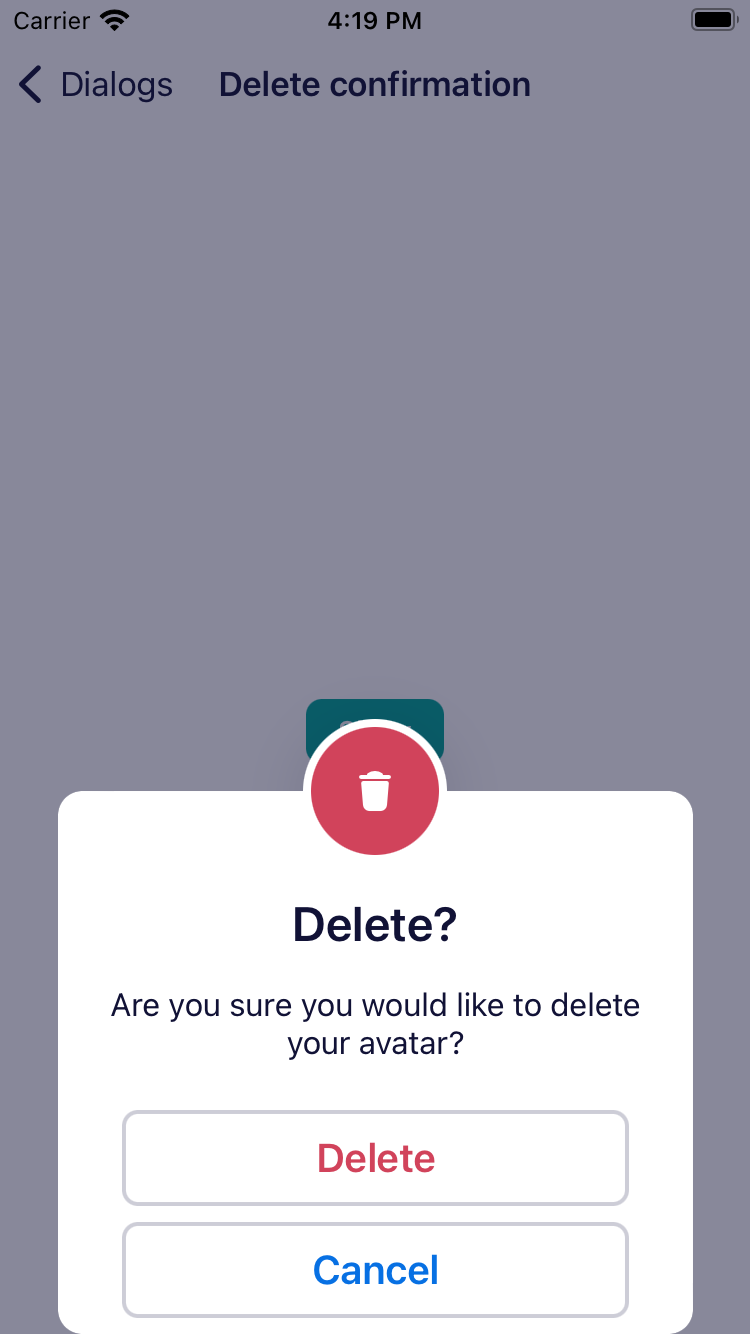 Carrier 4:19 PM
Dialogs Delete confirmation
Delete?
Are you sure you would like to delete
your avatar?
Delete
Cancel